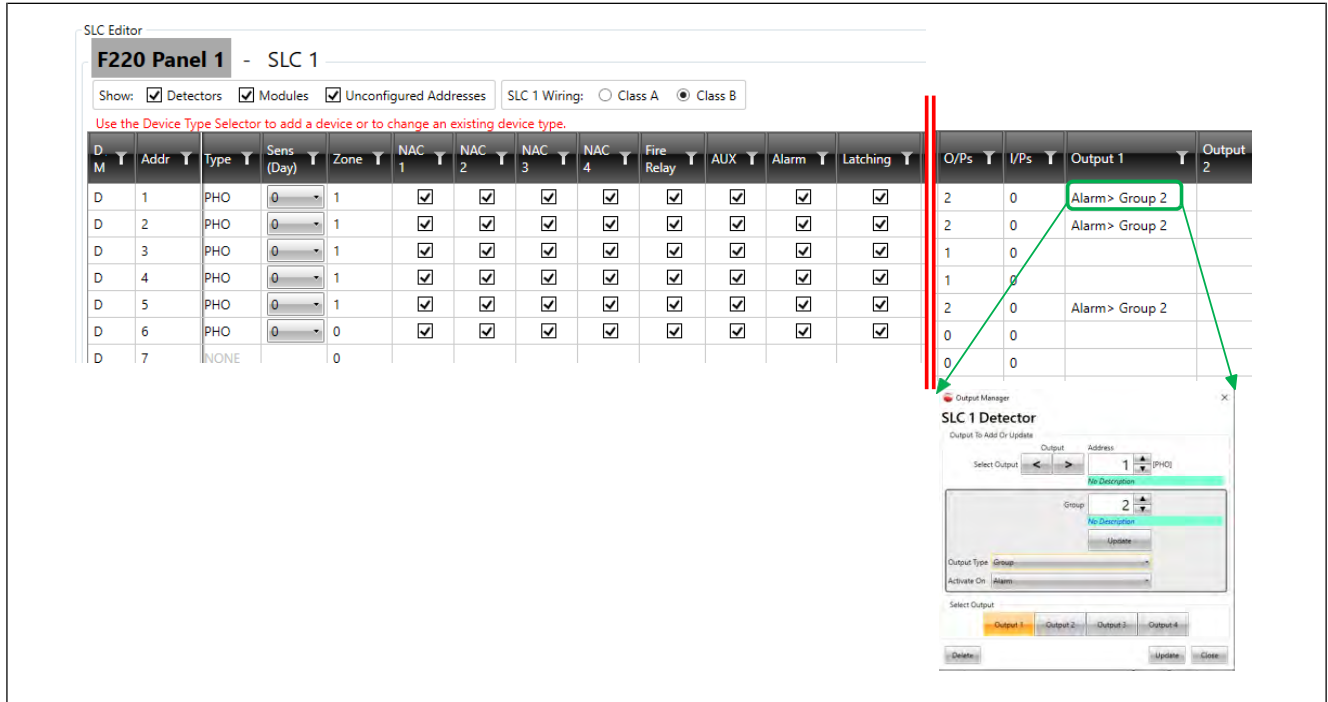 SLC Editor
F220 Panel 1 - SLC 1
Show: Detectors Modules Unconfigured Addresses SLC 1 Wiring: Class A Class B
Use the Device Type Selector to add a device or to change an existing device type.
D M Addr Type Sens (Day) Zone NAC 1 NAC 2 NAC 3 NAC 4 Fire Relay AUX Alarm Latching O/Ps I/Ps Output 1 Output 2
D 1 PHO 0 1 2 0 Alarm> Group 2
D 2 PHO 0 1 2 0 Alarm> Group 2
D 3 PHO 0 1 1 0
D 4 PHO 0 1 1 0
D 5 PHO 0 1 2 0 Alarm> Group 2
D 6 PHO 0 0 0 0
D 7 NONE 0 0 0
Output Manager
SLC 1 Detector
Output To Add Or Update
Output Address
Select Output < > 1 [PHO]
No Description
Group 2
No Description
Update
Output Type Group
Activate On Alarm
Select Output
Output 1 Output 2 Output 3 Output 4
Delete Update Close